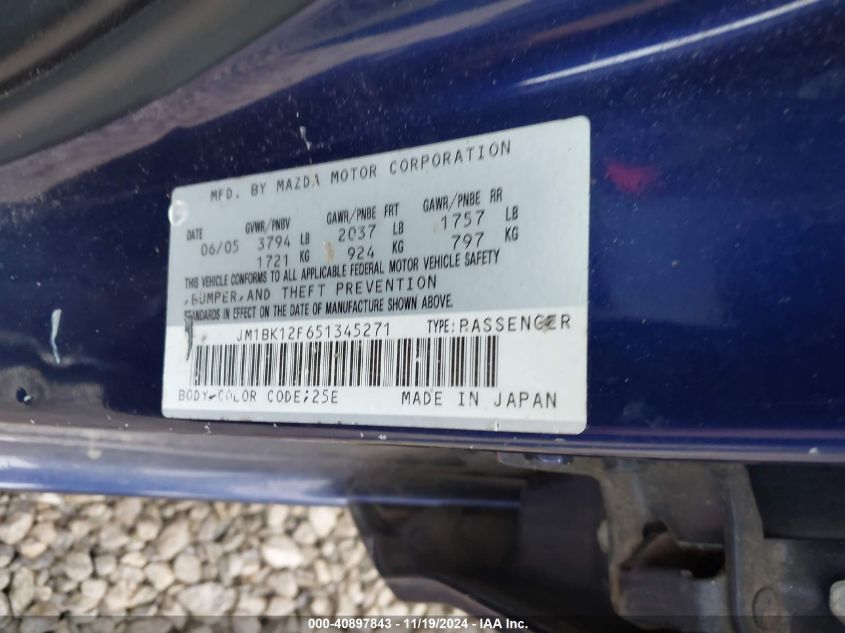 MFD. BY MAZDA MOTOR CORPORATION
DATE GVWR/PNBV GAWR/PNBE FRT GAWR/PNBE RR
06/05 3794 LB 2037 LB 1757 LB
1721 KG 924 KG 797 KG
THIS VEHICLE CONFORMS TO ALL APPLICABLE FEDERAL MOTOR VEHICLE SAFETY
,BUMPER,AND THEFT PREVENTION
STANDARDS IN EFFECT ON THE DATE OF MANUFACTURE SHOWN ABOVE.
JM1BK12F651345271 TYPE:PASSENGER
BODY-COLOR CODE;25E MADE IN JAPAN
000-40897843 - 11/19/2024 - IAAI Inc.